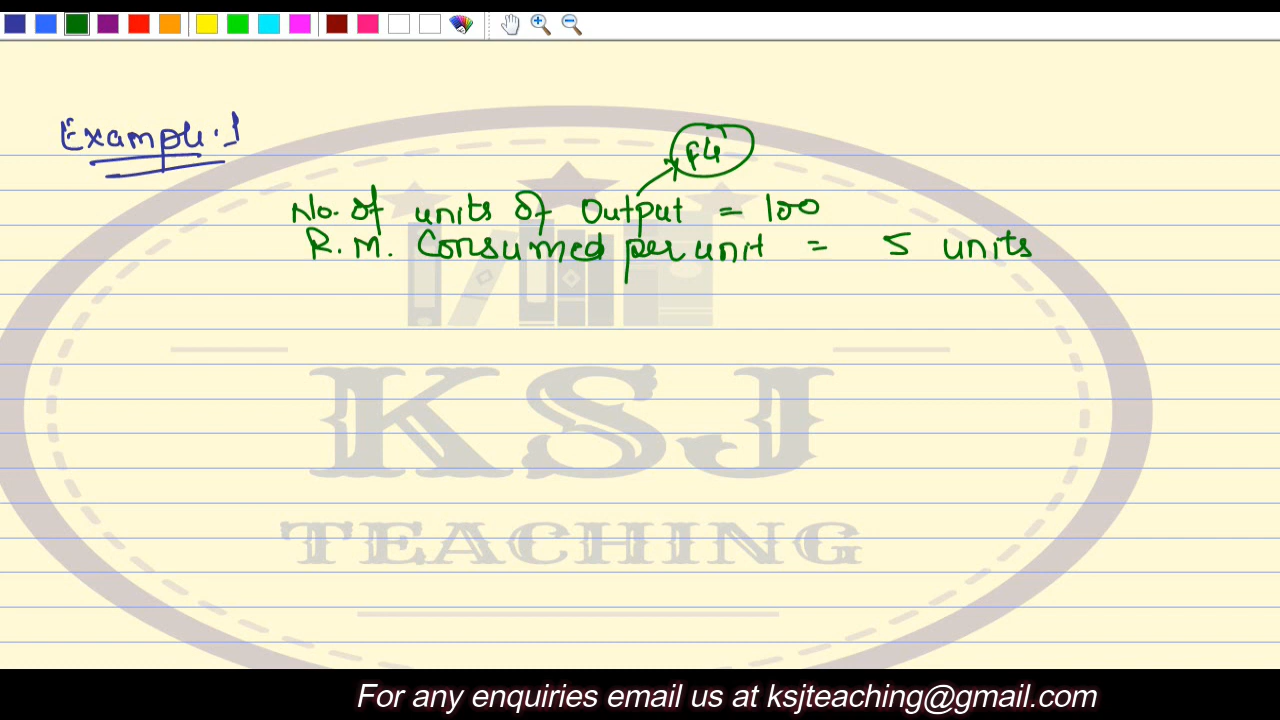 Example:1
FG
No. of units of Output = 100
R.M. Consumed per unit = 5 units
KSJ
TEACHING
For any enquiries email us at ksjteaching@gmail.com